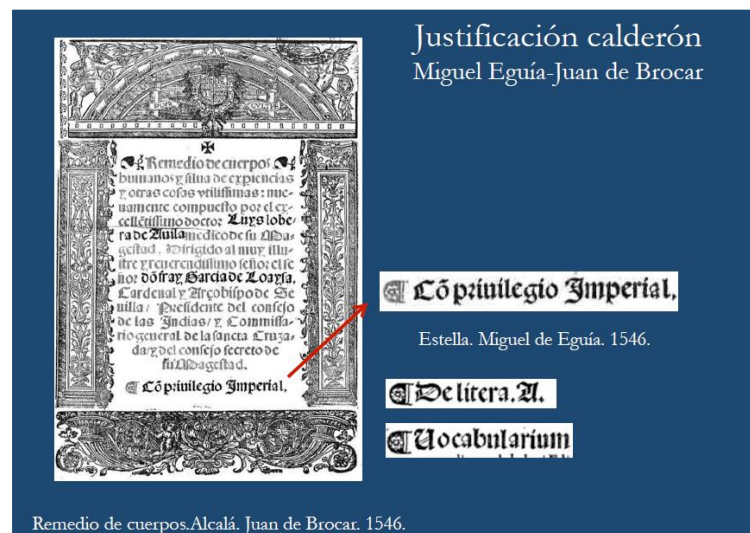 Justificación calderón
Miguel Eguía-Juan de Brocar
✠
Remedio de cuerpos
humanos y silua de expiencias
y otras cosas vtilissimas: nue-
uamente compuesto por el ex-
cellētissimo doctor Luys lobe-
ra de Auila medico de su Ma-
gestad, Dirigido al muy illu-
stre y reuerendissimo señor el se
ñor dō fray Garcia de Loaysa,
Cardenal y Arçobispo de Se
uilla / Presidente del consejo
de las Indias / y Commissa-
rio general de la sancta Cruza-
da / y del consejo secreto de
su Magestad.
¶ Cō priuilegio Imperial,
¶ Cō priuilegio Imperial,
Estella. Miguel de Eguía. 1546.
¶ De litera. A.
¶ Uocabularium
Remedio de cuerpos.Alcalá. Juan de Brocar. 1546.